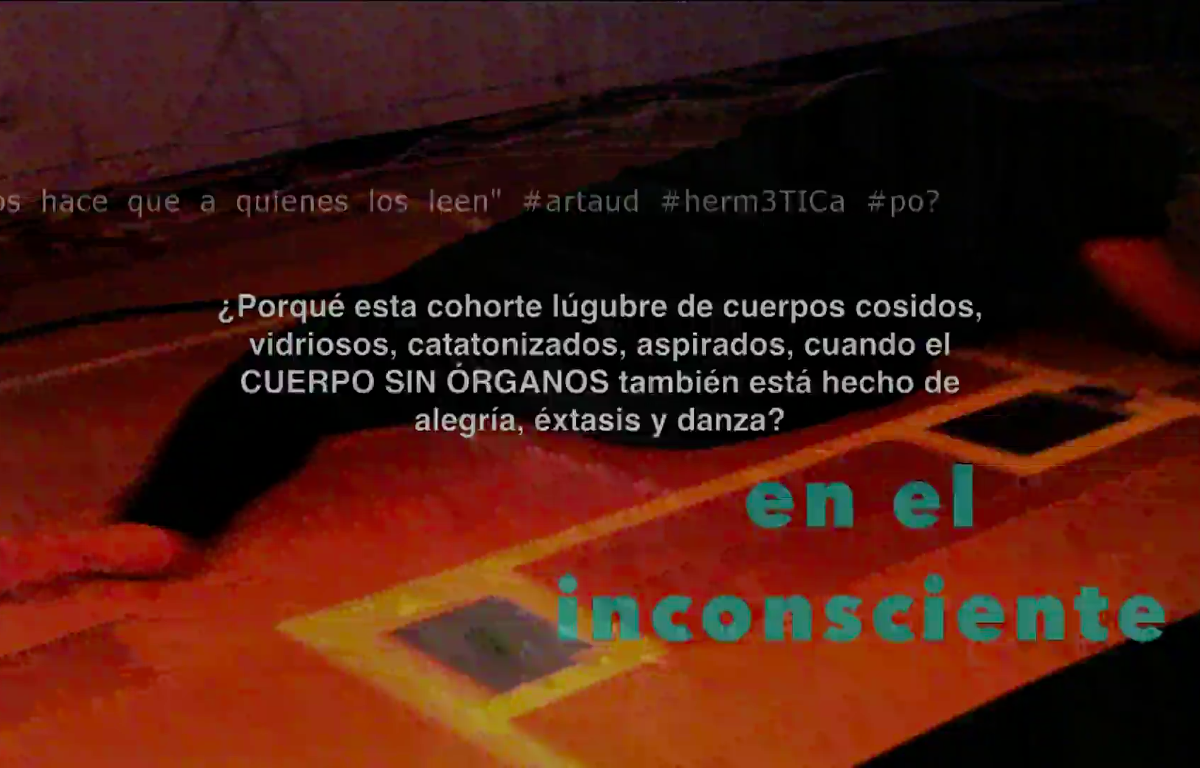 os hace que a quienes los leen" #artaud #herm3TICa #po?
¿Porqué esta cohorte lúgubre de cuerpos cosidos,
vidriosos, catatonizados, aspirados, cuando el
CUERPO SIN ÓRGANOS también está hecho de
alegría, éxtasis y danza?
en el
inconsciente